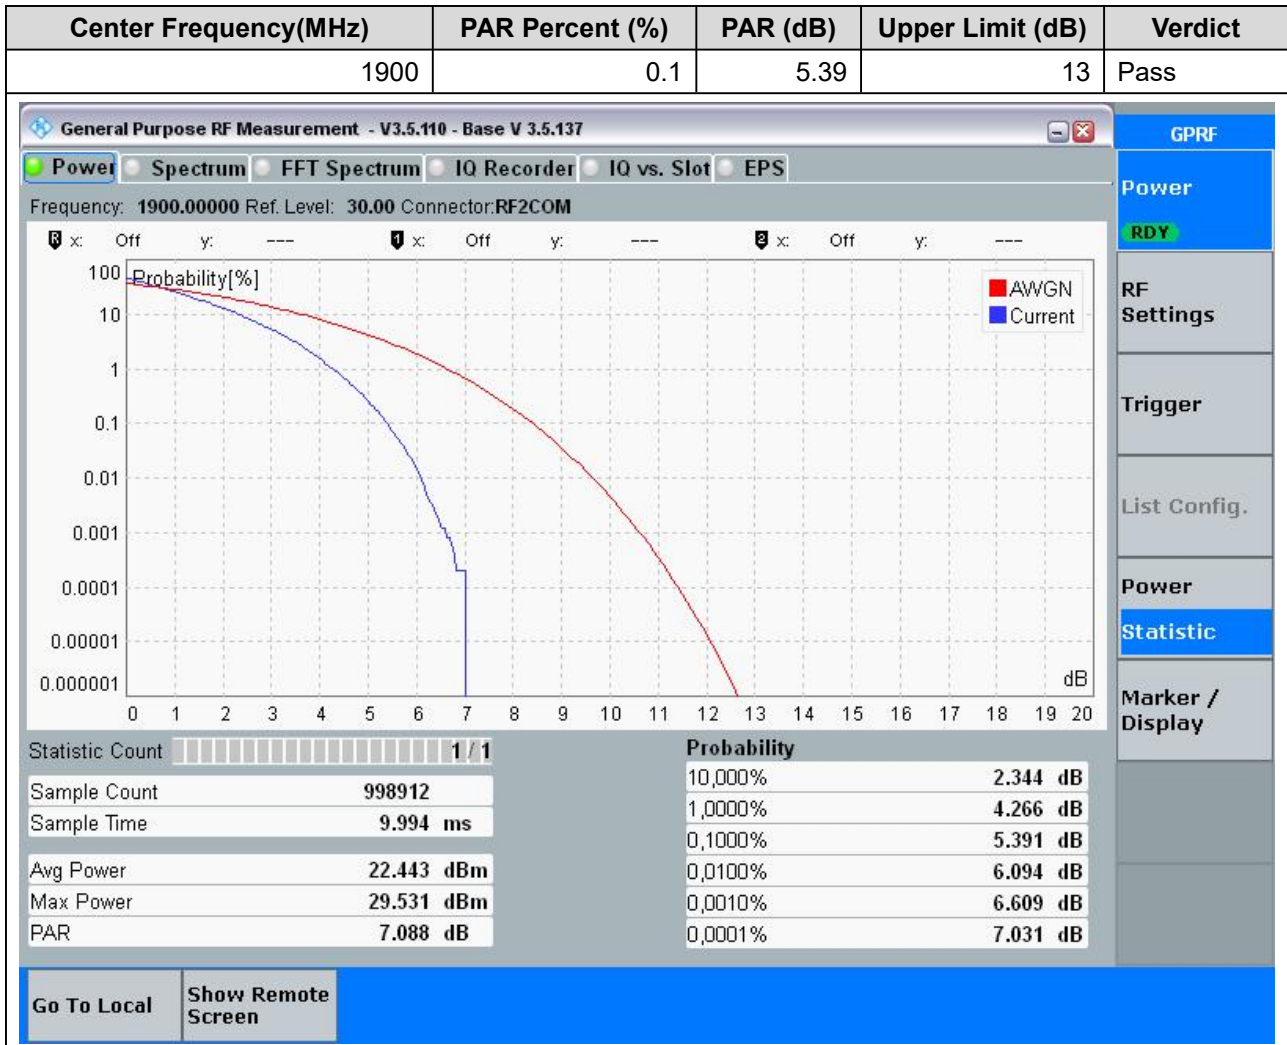 Center Frequency(MHz) PAR Percent (%) PAR (dB) Upper Limit (dB) Verdict
1900 0.1 5.39 13 Pass
General Purpose RF Measurement - V3.5.110 - Base V 3.5.137
GPRF
Power Spectrum FFT Spectrum IQ Recorder IQ vs. Slot EPS
Power
RDY
Frequency: 1900.00000 Ref. Level: 30.00 Connector:RF2COM
R x: Off y: --- 1 x: Off y: --- 2 x: Off y: ---
Probability[%]
AWGN
Current
100
10
1
0.1
0.01
0.001
0.0001
0.00001
0.000001
dB
0 1 2 3 4 5 6 7 8 9 10 11 12 13 14 15 16 17 18 19 20
RF
Settings
Trigger
List Config.
Power
Statistic
Marker /
Display
Statistic Count 1 / 1
Sample Count 998912
Sample Time 9.994 ms
Avg Power 22.443 dBm
Max Power 29.531 dBm
PAR 7.088 dB
Probability
10,000% 2.344 dB
1,0000% 4.266 dB
0,1000% 5.391 dB
0,0100% 6.094 dB
0,0010% 6.609 dB
0,0001% 7.031 dB
Go To Local
Show Remote
Screen